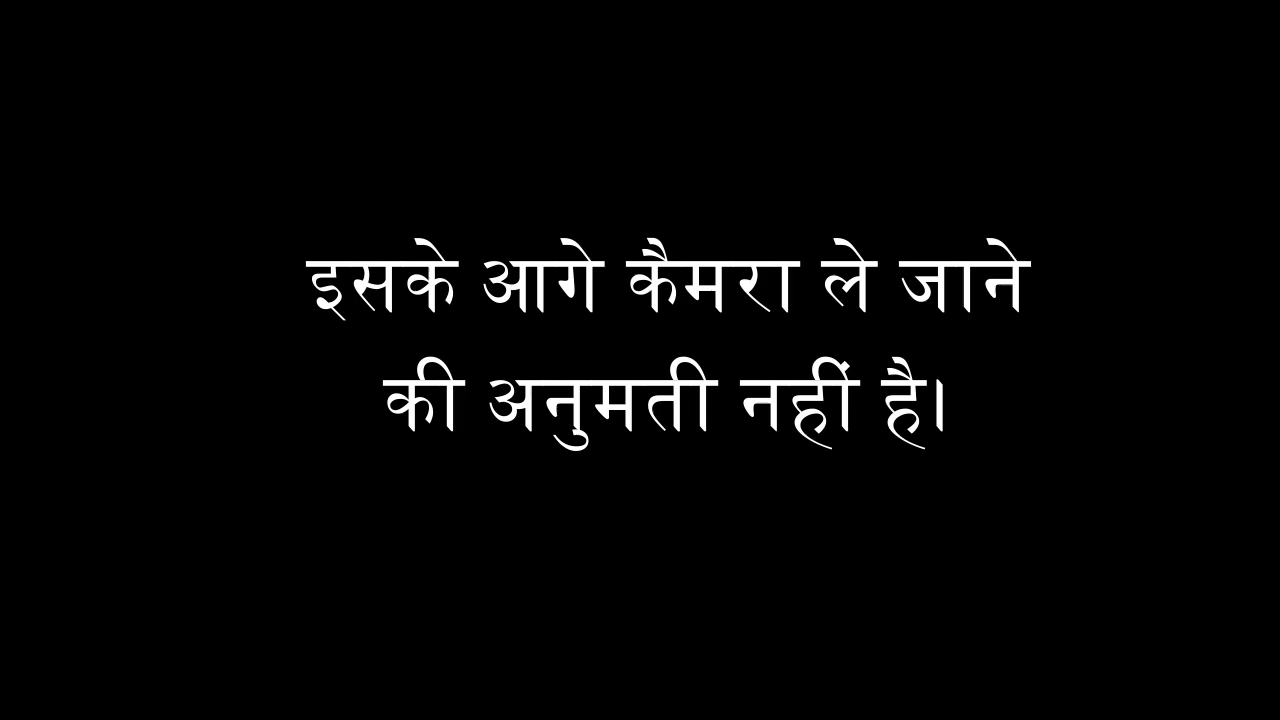 इसके आगे कैमरा ले जाने
की अनुमती नहीं है।